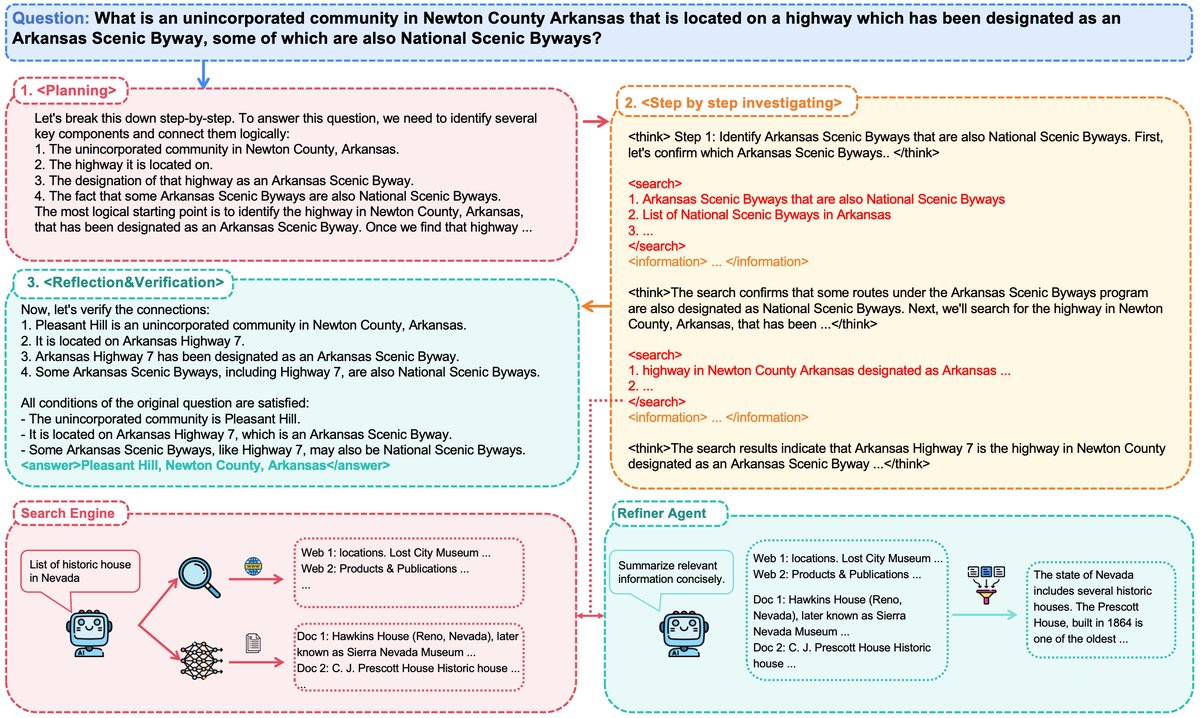 Question: What is an unincorporated community in Newton County Arkansas that is located on a highway which has been designated as an
Arkansas Scenic Byway, some of which are also National Scenic Byways?
1. <Planning>
Let's break this down step-by-step. To answer this question, we need to identify several
key components and connect them logically:
1. The unincorporated community in Newton County, Arkansas.
2. The highway it is located on.
3. The designation of that highway as an Arkansas Scenic Byway.
4. The fact that some Arkansas Scenic Byways are also National Scenic Byways.
The most logical starting point is to identify the highway in Newton County, Arkansas,
that has been designated as an Arkansas Scenic Byway. Once we find that highway ...
2. <Step by step investigating>
<think> Step 1: Identify Arkansas Scenic Byways that are also National Scenic Byways. First,
let's confirm which Arkansas Scenic Byways.. </think>
<search>
1. Arkansas Scenic Byways that are also National Scenic Byways
2. List of National Scenic Byways in Arkansas
3. ...
</search>
<information> ... </information>
<think>The search confirms that some routes under the Arkansas Scenic Byways program
are also designated as National Scenic Byways. Next, we'll search for the highway in Newton
County, Arkansas, that has been ...</think>
<search>
1. highway in Newton County Arkansas designated as Arkansas ...
2. ...
</search>
<information> ... </information>
<think>The search results indicate that Arkansas Highway 7 is the highway in Newton County
designated as an Arkansas Scenic Byway ...</think>
3. <Reflection&Verification>
Now, let's verify the connections:
1. Pleasant Hill is an unincorporated community in Newton County, Arkansas.
2. It is located on Arkansas Highway 7.
3. Arkansas Highway 7 has been designated as an Arkansas Scenic Byway.
4. Some Arkansas Scenic Byways, including Highway 7, are also National Scenic Byways.
All conditions of the original question are satisfied:
- The unincorporated community is Pleasant Hill.
- It is located on Arkansas Highway 7, which is an Arkansas Scenic Byway.
- Some Arkansas Scenic Byways, like Highway 7, may also be National Scenic Byways.
<answer>Pleasant Hill, Newton County, Arkansas</answer>
Search Engine
List of historic house
in Nevada
AI
Web 1: locations. Lost City Museum ...
Web 2: Products & Publications ...
...
Doc 1: Hawkins House (Reno, Nevada), later
known as Sierra Nevada Museum ...
Doc 2: C. J. Prescott House Historic house ...
...
Refiner Agent
Summarize relevant
information concisely.
AI
Web 1: locations. Lost City Museum ...
Web 2: Products & Publications ...
Doc 1: Hawkins House (Reno,
Nevada), later known as Sierra
Nevada Museum ...
Doc 2: C. J. Prescott House Historic
house ...
The state of Nevada
includes several historic
houses. The Prescott
House, built in 1864 is
one of the oldest ...